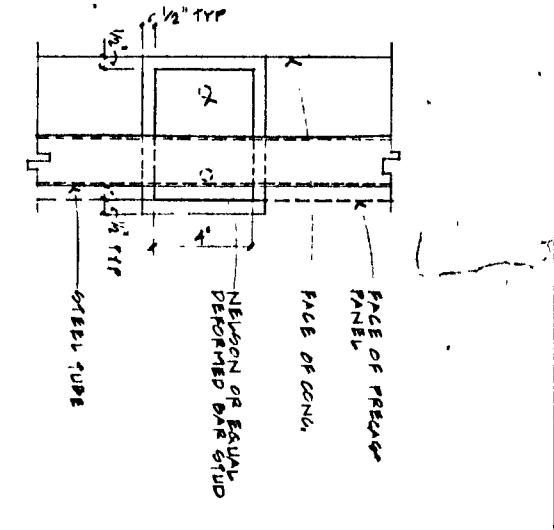 1/2" TYP
1/2"
1/2" TYP
4"
FACE OF PRECAST
PANEL
FACE OF CONC.
NELSON OR EQUAL
DEFORMED BAR STUD
STEEL TUBE